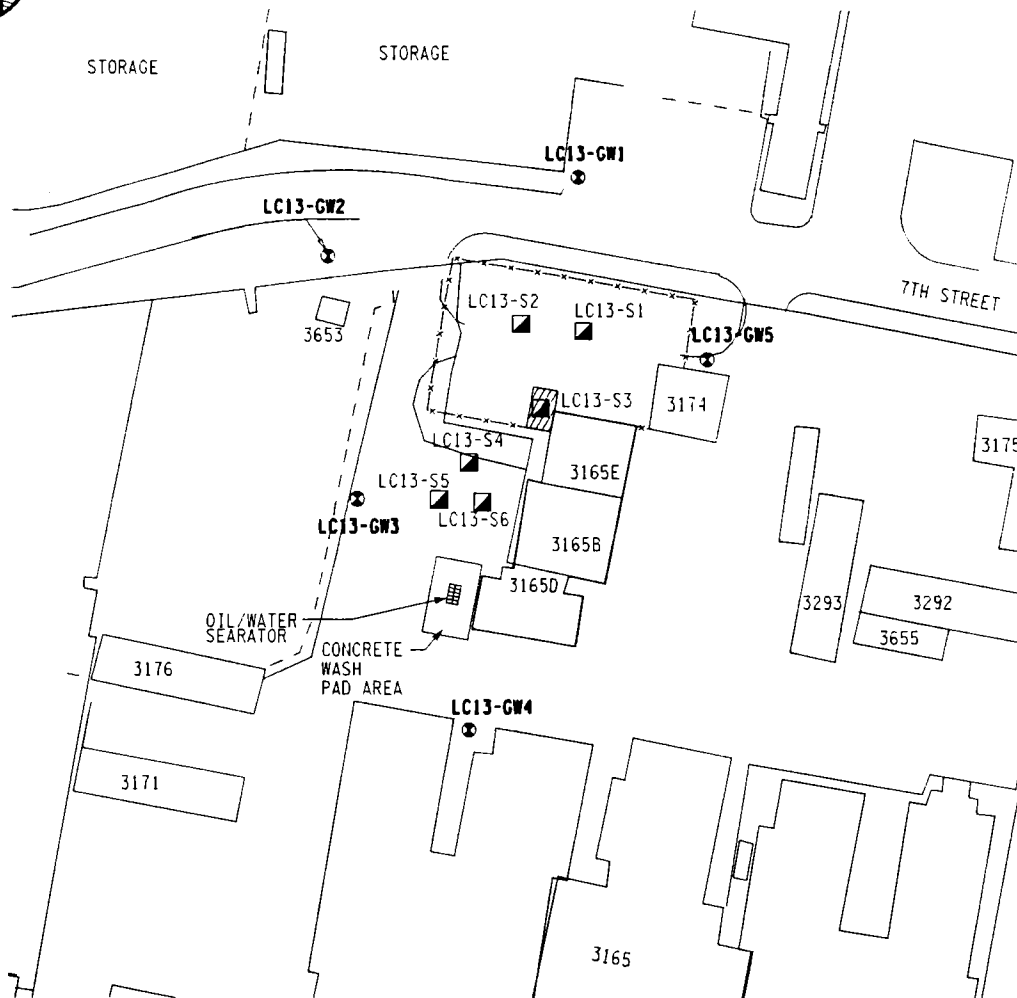 STORAGE
STORAGE
LC13-GW1
LC13-GW2
7TH STREET
LC13-S2
LC13-S1
3653
LC13-GW5
LC13-S3
3174
LC13-S4
3175
3165E
LC13-S5
LC13-S6
LC13-GW3
3165B
3165D
3293
3292
OIL/WATER
SEARATOR
3655
CONCRETE
WASH
PAD AREA
3176
LC13-GW4
3171
3165